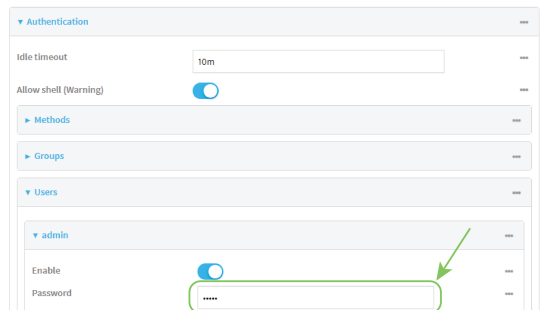 Authentication
Idle timeout
10m
Allow shell (Warning)
Methods
Groups
Users
admin
Enable
Password
•••••